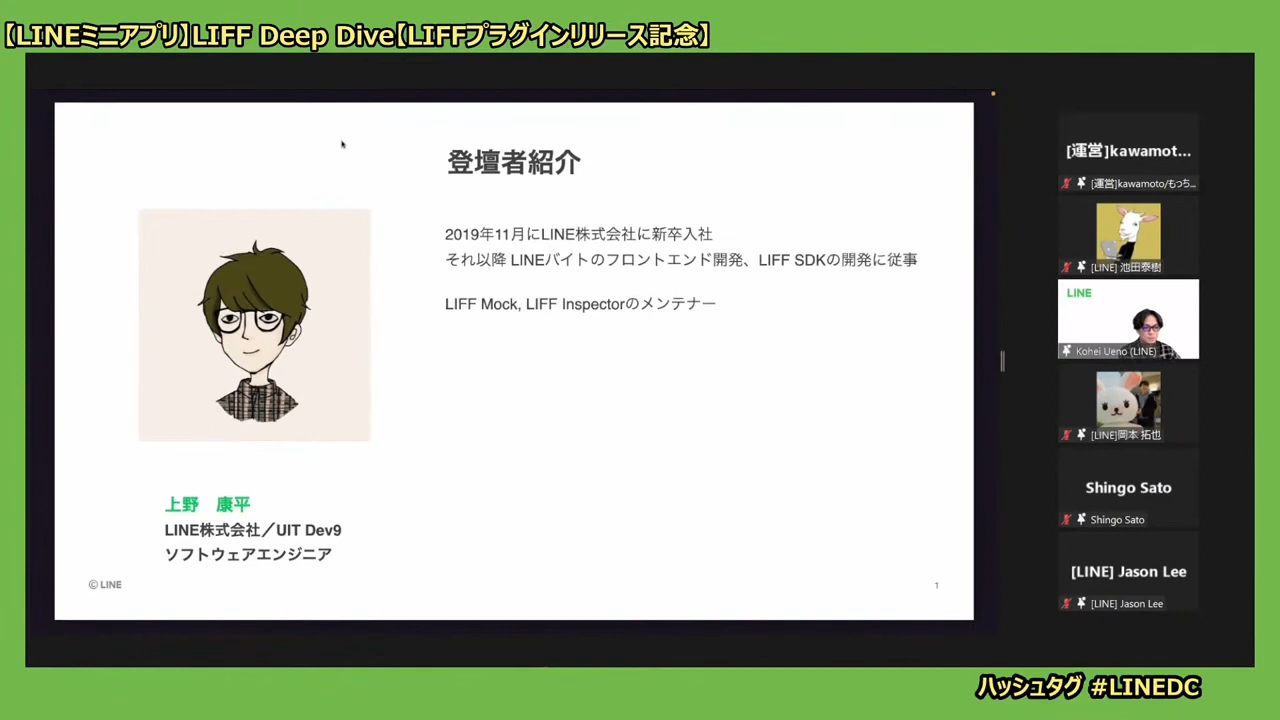 【LINEミニアプリ】LIFF Deep Dive【LIFFプラグインリリース記念】
登壇者紹介
2019年11月にLINE株式会社に新卒入社
それ以降 LINEバイトのフロントエンド開発、LIFF SDKの開発に従事
LIFF Mock, LIFF Inspectorのメンテナー
上野　康平
LINE株式会社／UIT Dev9
ソフトウェアエンジニア
© LINE
1
[運営]kawamot...
[運営]kawamoto/もっち...
[LINE] 池田泰樹
LINE
Kohei Ueno (LINE)
[LINE]岡本 拓也
Shingo Sato
Shingo Sato
[LINE] Jason Lee
[LINE] Jason Lee
ハッシュタグ #LINEDC